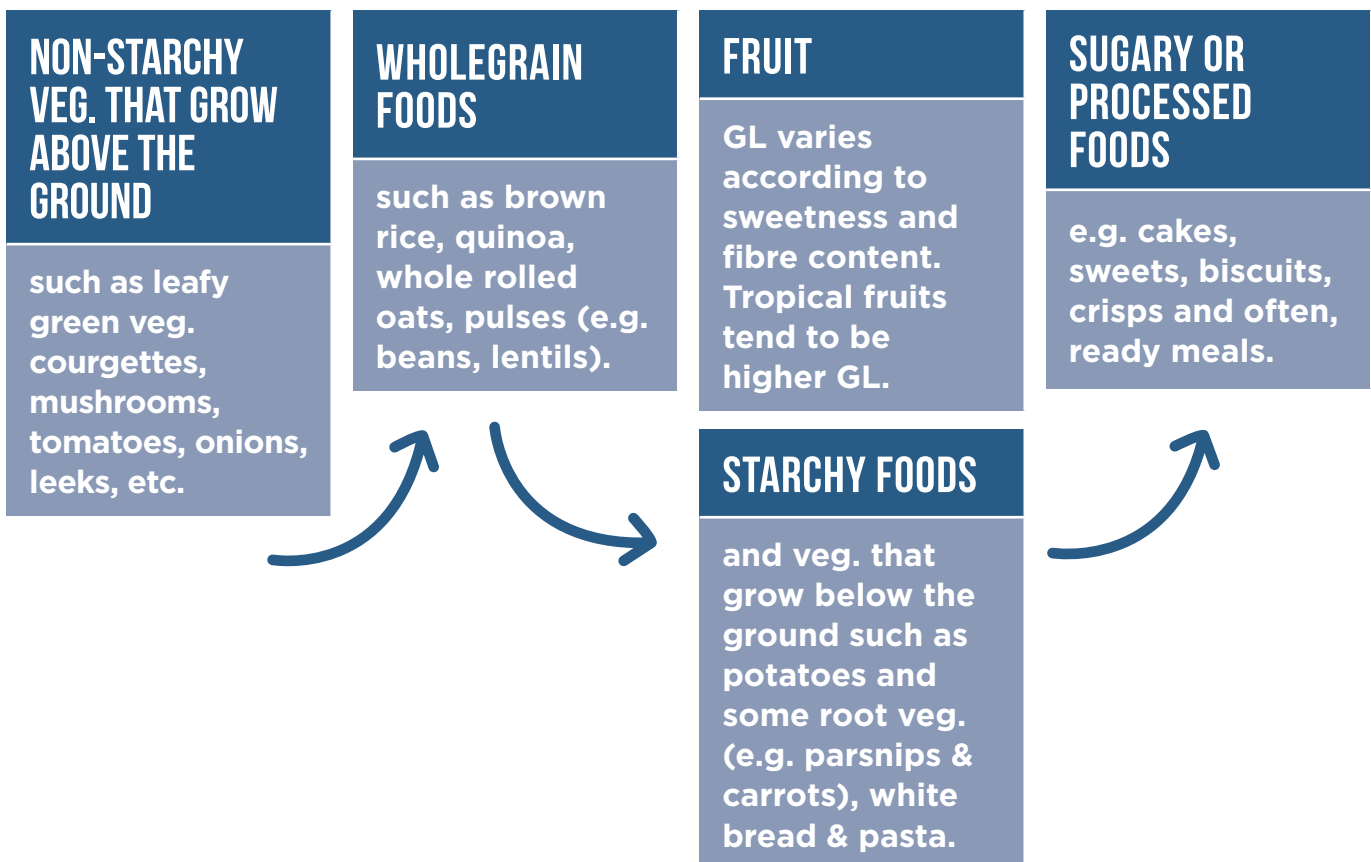 NON-STARCHY
VEG. THAT GROW
ABOVE THE
GROUND
such as leafy
green veg.
courgettes,
mushrooms,
tomatoes, onions,
leeks, etc.
WHOLEGRAIN
FOODS
such as brown
rice, quinoa,
whole rolled
oats, pulses (e.g.
beans, lentils).
FRUIT
GL varies
according to
sweetness and
fibre content.
Tropical fruits
tend to be
higher GL.
STARCHY FOODS
and veg. that
grow below the
ground such as
potatoes and
some root veg.
(e.g. parsnips &
carrots), white
bread & pasta.
SUGARY OR
PROCESSED
FOODS
e.g. cakes,
sweets, biscuits,
crisps and often,
ready meals.